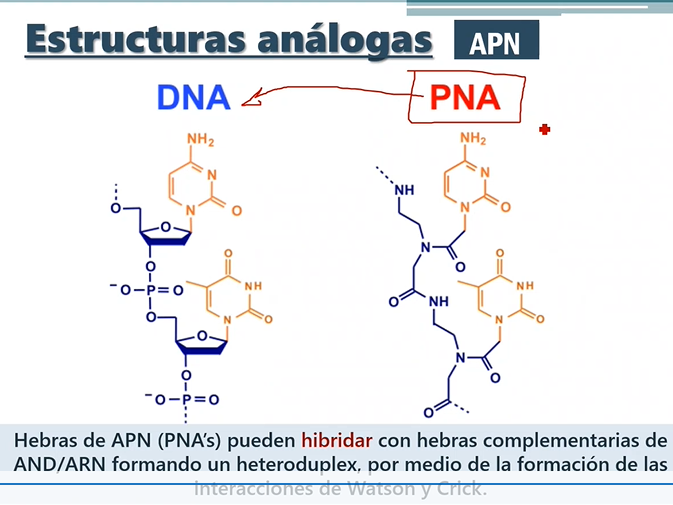 Estructuras análogas APN
DNA PNA
NH₂ NH₂
N N
NH
O N O N O
O N
O O O
⁻O–P=O NH O NH NH
O N O N O
O N
O O
⁻O–P=O O
Hebras de APN (PNA's) pueden hibridar con hebras complementarias de
AND/ARN formando un heteroduplex, por medio de la formación de las
interacciones de Watson y Crick.